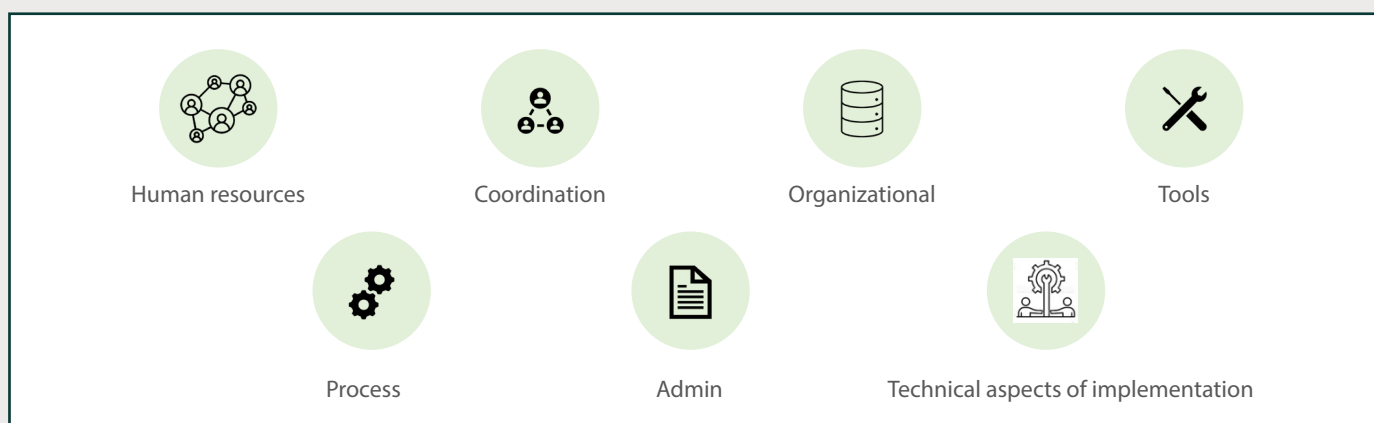 Human resources
Coordination
Organizational
Tools
Process
Admin
Technical aspects of implementation